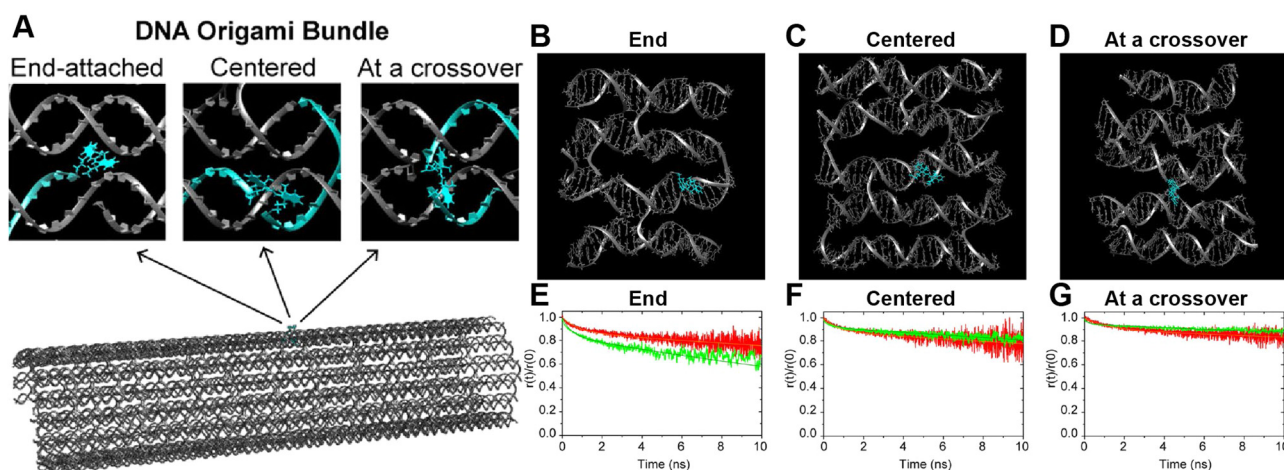 A
DNA Origami Bundle
End-attached
Centered
At a crossover
B
End
C
Centered
D
At a crossover
E
End
1.0
0.8
0.6
0.4
0.2
0.0
r(t)/r(0)
0
2
4
6
8
10
Time (ns)
F
Centered
1.0
0.8
0.6
0.4
0.2
0.0
r(t)/r(0)
0
2
4
6
8
10
Time (ns)
G
At a crossover
1.0
0.8
0.6
0.4
0.2
0.0
r(t)/r(0)
0
2
4
6
8
10
Time (ns)